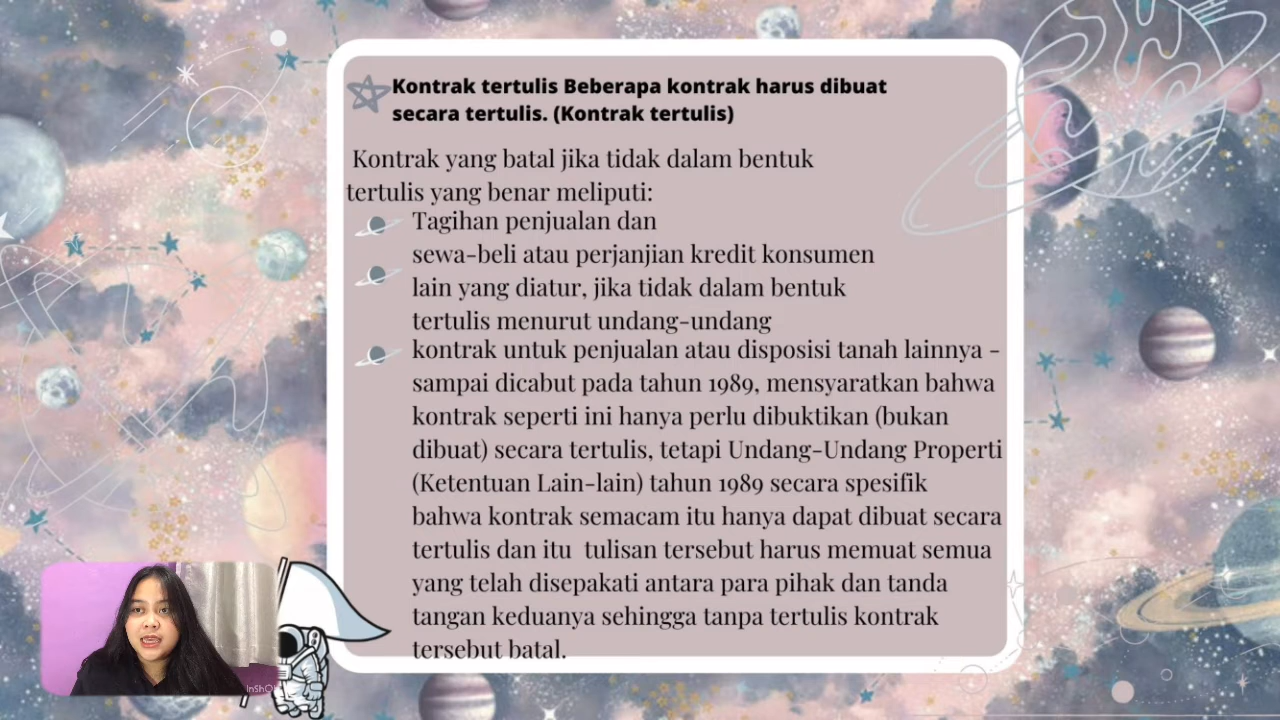 Kontrak tertulis Beberapa kontrak harus dibuat
secara tertulis. (Kontrak tertulis)
Kontrak yang batal jika tidak dalam bentuk
tertulis yang benar meliputi:
Tagihan penjualan dan
sewa-beli atau perjanjian kredit konsumen
lain yang diatur, jika tidak dalam bentuk
tertulis menurut undang-undang
kontrak untuk penjualan atau disposisi tanah lainnya -
sampai dicabut pada tahun 1989, mensyaratkan bahwa
kontrak seperti ini hanya perlu dibuktikan (bukan
dibuat) secara tertulis, tetapi Undang-Undang Properti
(Ketentuan Lain-lain) tahun 1989 secara spesifik
bahwa kontrak semacam itu hanya dapat dibuat secara
tertulis dan itu  tulisan tersebut harus memuat semua
yang telah disepakati antara para pihak dan tanda
tangan keduanya sehingga tanpa tertulis kontrak
tersebut batal.